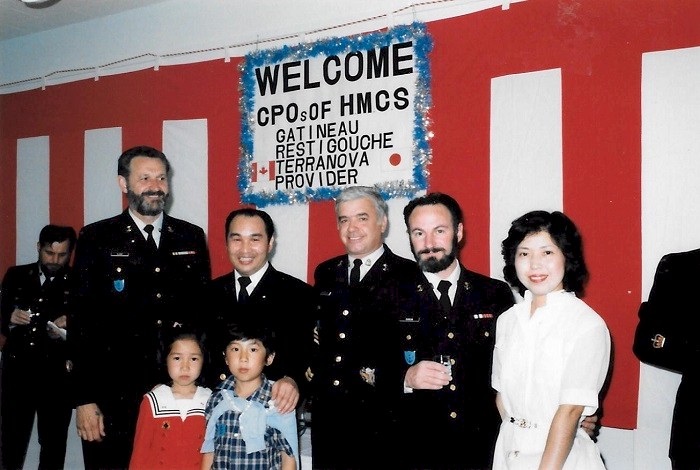 WELCOME
CPOs OF HMCS
GATINEAU
RESTIGOUCHE
TERRANOVA
PROVIDER